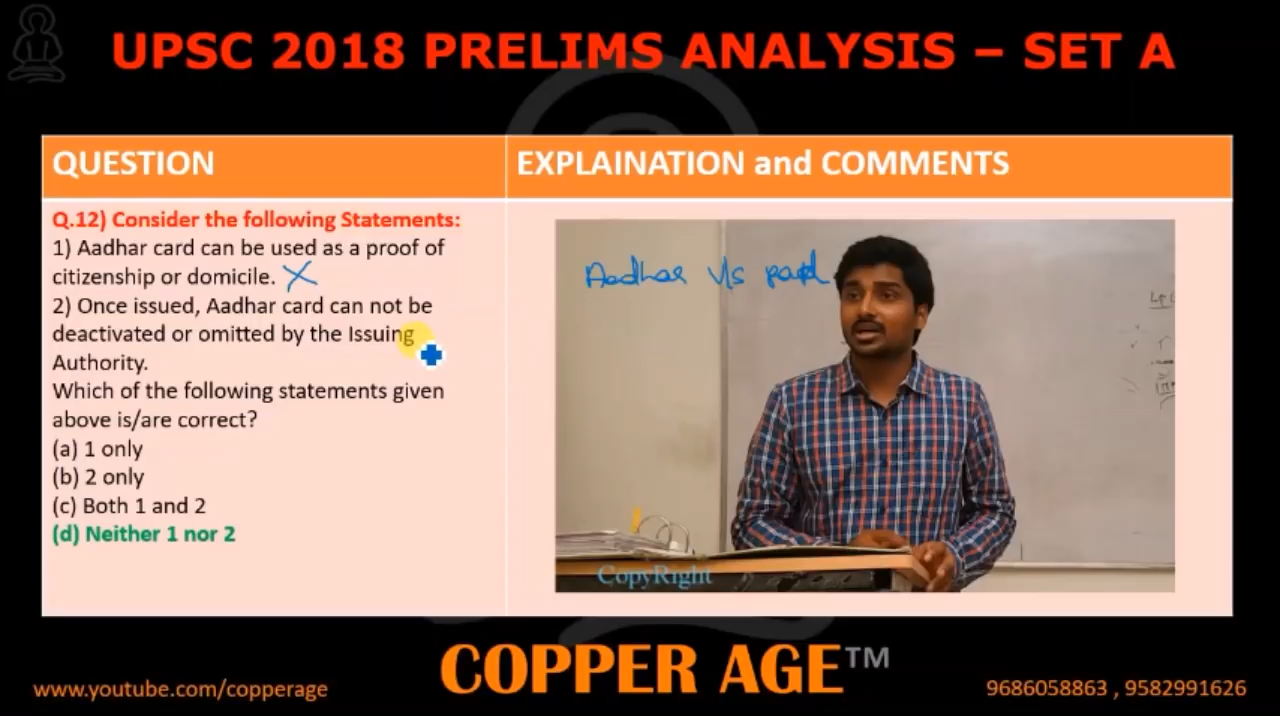 UPSC 2018 PRELIMS ANALYSIS – SET A
QUESTION
EXPLAINATION and COMMENTS
Q.12) Consider the following Statements:
1) Aadhar card can be used as a proof of
citizenship or domicile.
2) Once issued, Aadhar card can not be
deactivated or omitted by the Issuing
Authority.
Which of the following statements given
above is/are correct?
(a) 1 only
(b) 2 only
(c) Both 1 and 2
(d) Neither 1 nor 2
Aadhar v/s
CopyRight
COPPER AGE™
www.youtube.com/copperage
9686058863 , 9582991626